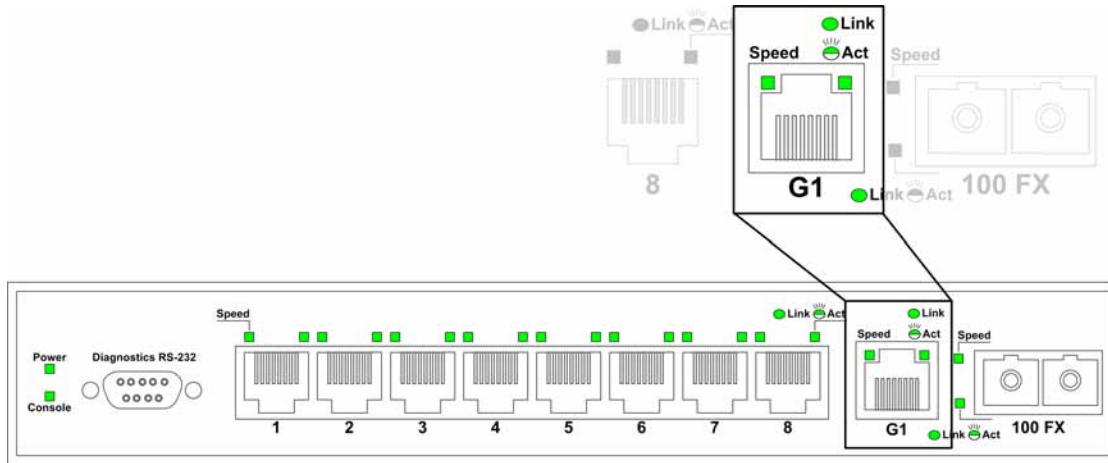 Link Act
Link
Speed
Act
Speed
8
G1
100 FX
Link Act
Speed
Link Act
Link
Power
Diagnostics RS-232
Speed
Act
Speed
Console
1 2 3 4 5 6 7 8
G1
100 FX
Link Act